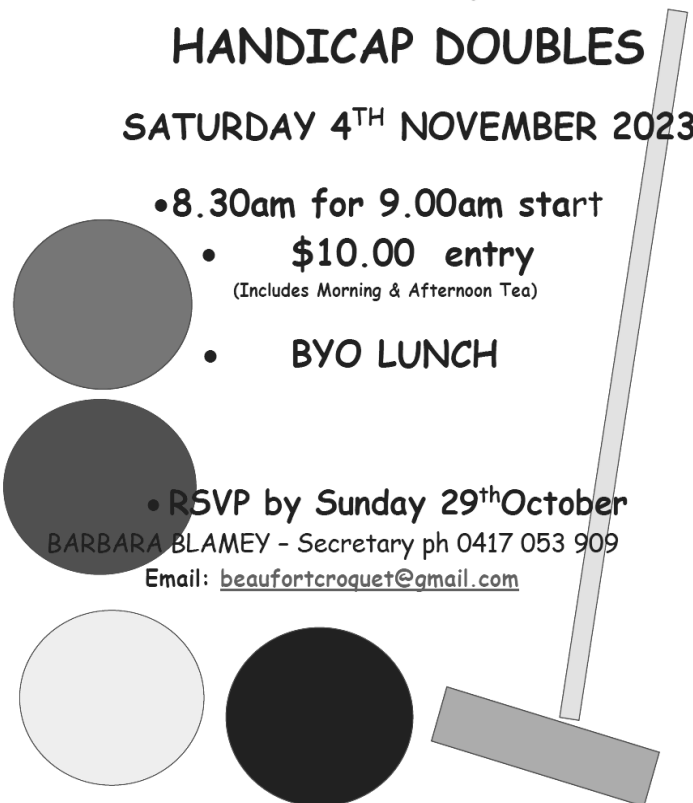 HANDICAP DOUBLES
SATURDAY 4TH NOVEMBER 2023
•8.30am for 9.00am start
• $10.00 entry
(Includes Morning & Afternoon Tea)
• BYO LUNCH
• RSVP by Sunday 29thOctober
BARBARA BLAMEY – Secretary ph 0417 053 909
Email: beaufortcroquet@gmail.com